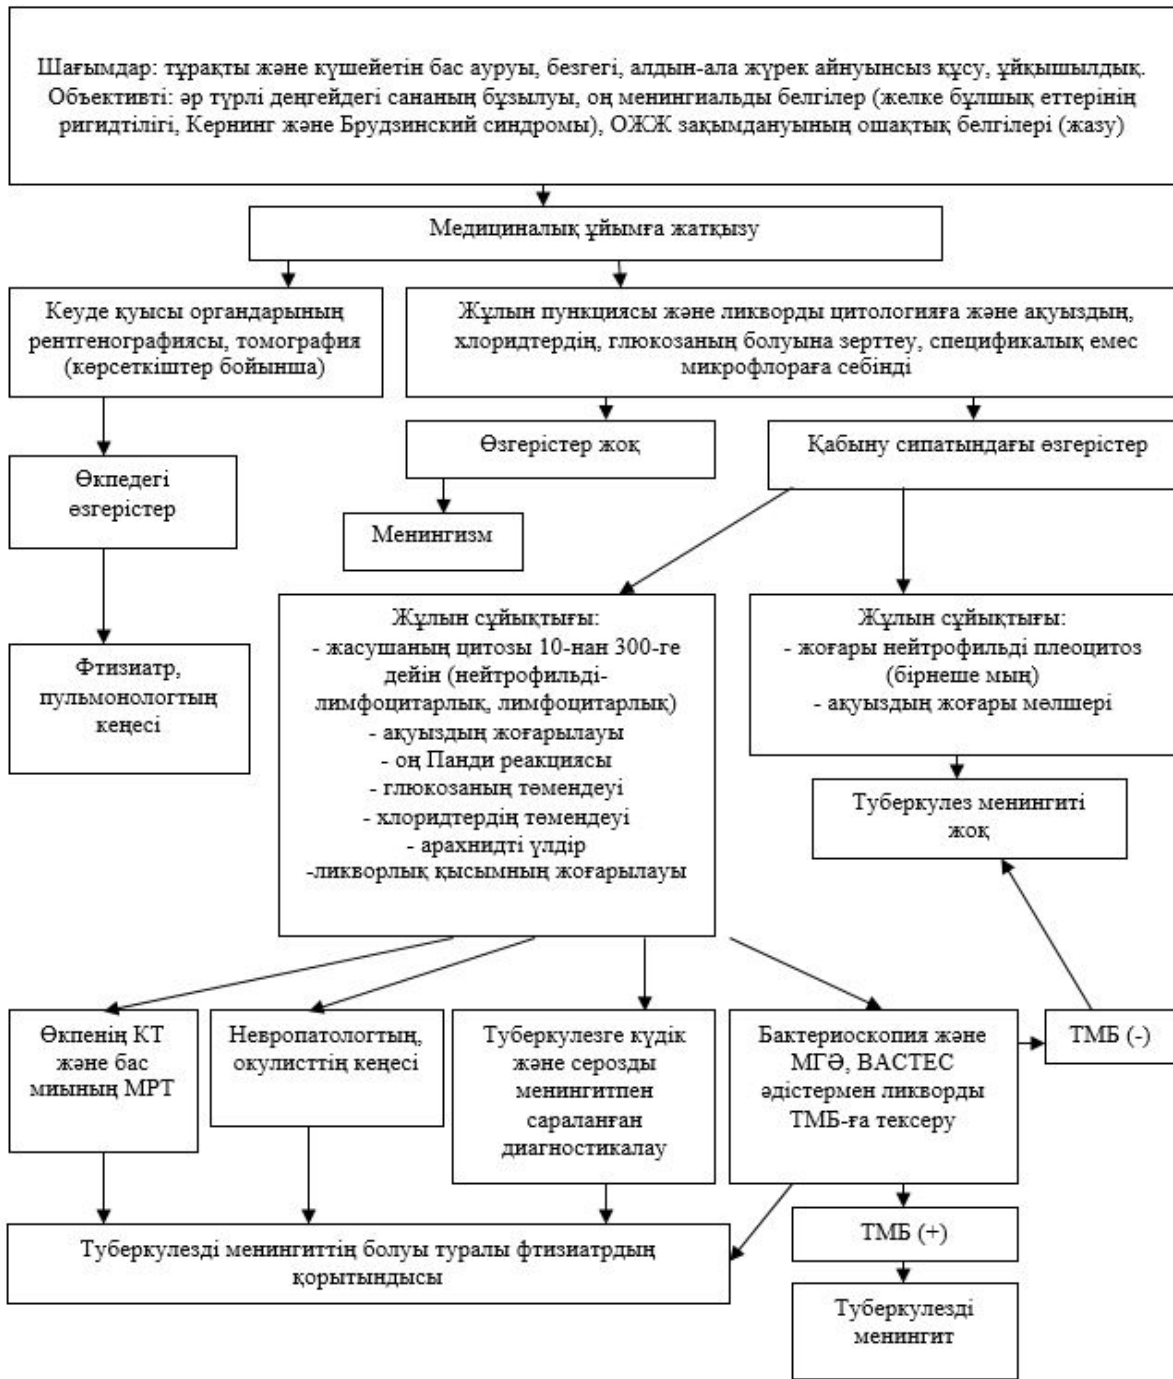 Шағымдар: тұрақты және күшейетін бас ауруы, безгегі, алдын-ала жүрек айнуынсыз құсу, ұйқышылдық.
Объективті: әр түрлі деңгейдегі сананың бұзылуы, оң менингиальды белгілер (желке бұлшық еттерінің
ригидтілігі, Кернинг және Брудзинский синдромы), ОЖЖ зақымдануының ошақтық белгілері (жазу)
Медициналық ұйымға жатқызу
Кеуде қуысы органдарының
рентгенографиясы, томография
(көрсеткіштер бойынша)
Жұлын пункциясы және ликворды цитологияға және ақуыздың,
хлоридтердің, глюкозаның болуына зерттеу, спецификалық емес
микрофлораға себінді
Өзгерістер жоқ
Қабыну сипатындағы өзгерістер
Өкпедегі
өзгерістер
Менингизм
Фтизиатр,
пульмонологтың
кеңесі
Жұлын сұйықтығы:
- жасушаның цитозы 10-нан 300-ге
дейін (нейтрофильді-
лимфоцитарлық, лимфоцитарлық)
- ақуыздың жоғарылауы
- оң Панди реакциясы
- глюкозаның төмендеуі
- хлоридтердің төмендеуі
- арахнидті үлдір
-ликворлық қысымның жоғарылауы
Жұлын сұйықтығы:
- жоғары нейтрофильді плеоцитоз
(бірнеше мың)
- ақуыздың жоғары мөлшері
Туберкулез менингиті
жоқ
Өкпенің КТ
және бас
миының МРТ
Невропатологтың,
окулисттің кеңесі
Туберкулезге күдік
және серозды
менингитпен
сараланған
диагностикалау
Бактериоскопия және
МГӘ, ВАСТЕС
әдістермен ликворды
ТМБ-ға тексеру
ТМБ (-)
ТМБ (+)
Туберкулезді менингиттің болуы туралы фтизиатрдың
қорытындысы
Туберкулезді
менингит